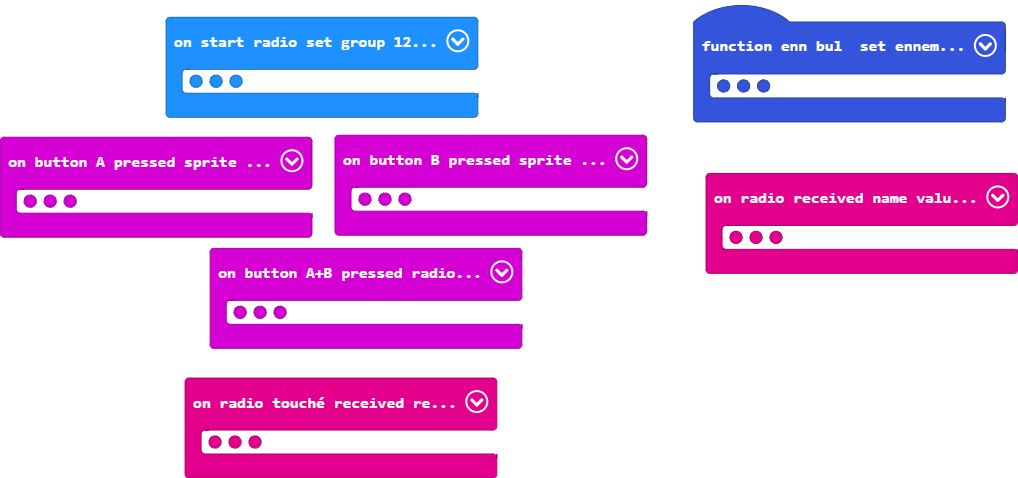 on start radio set group 12...
function enn bul  set ennem...
on button A pressed sprite ...
on button B pressed sprite ...
on radio received name valu...
on button A+B pressed radio...
on radio touché received re...